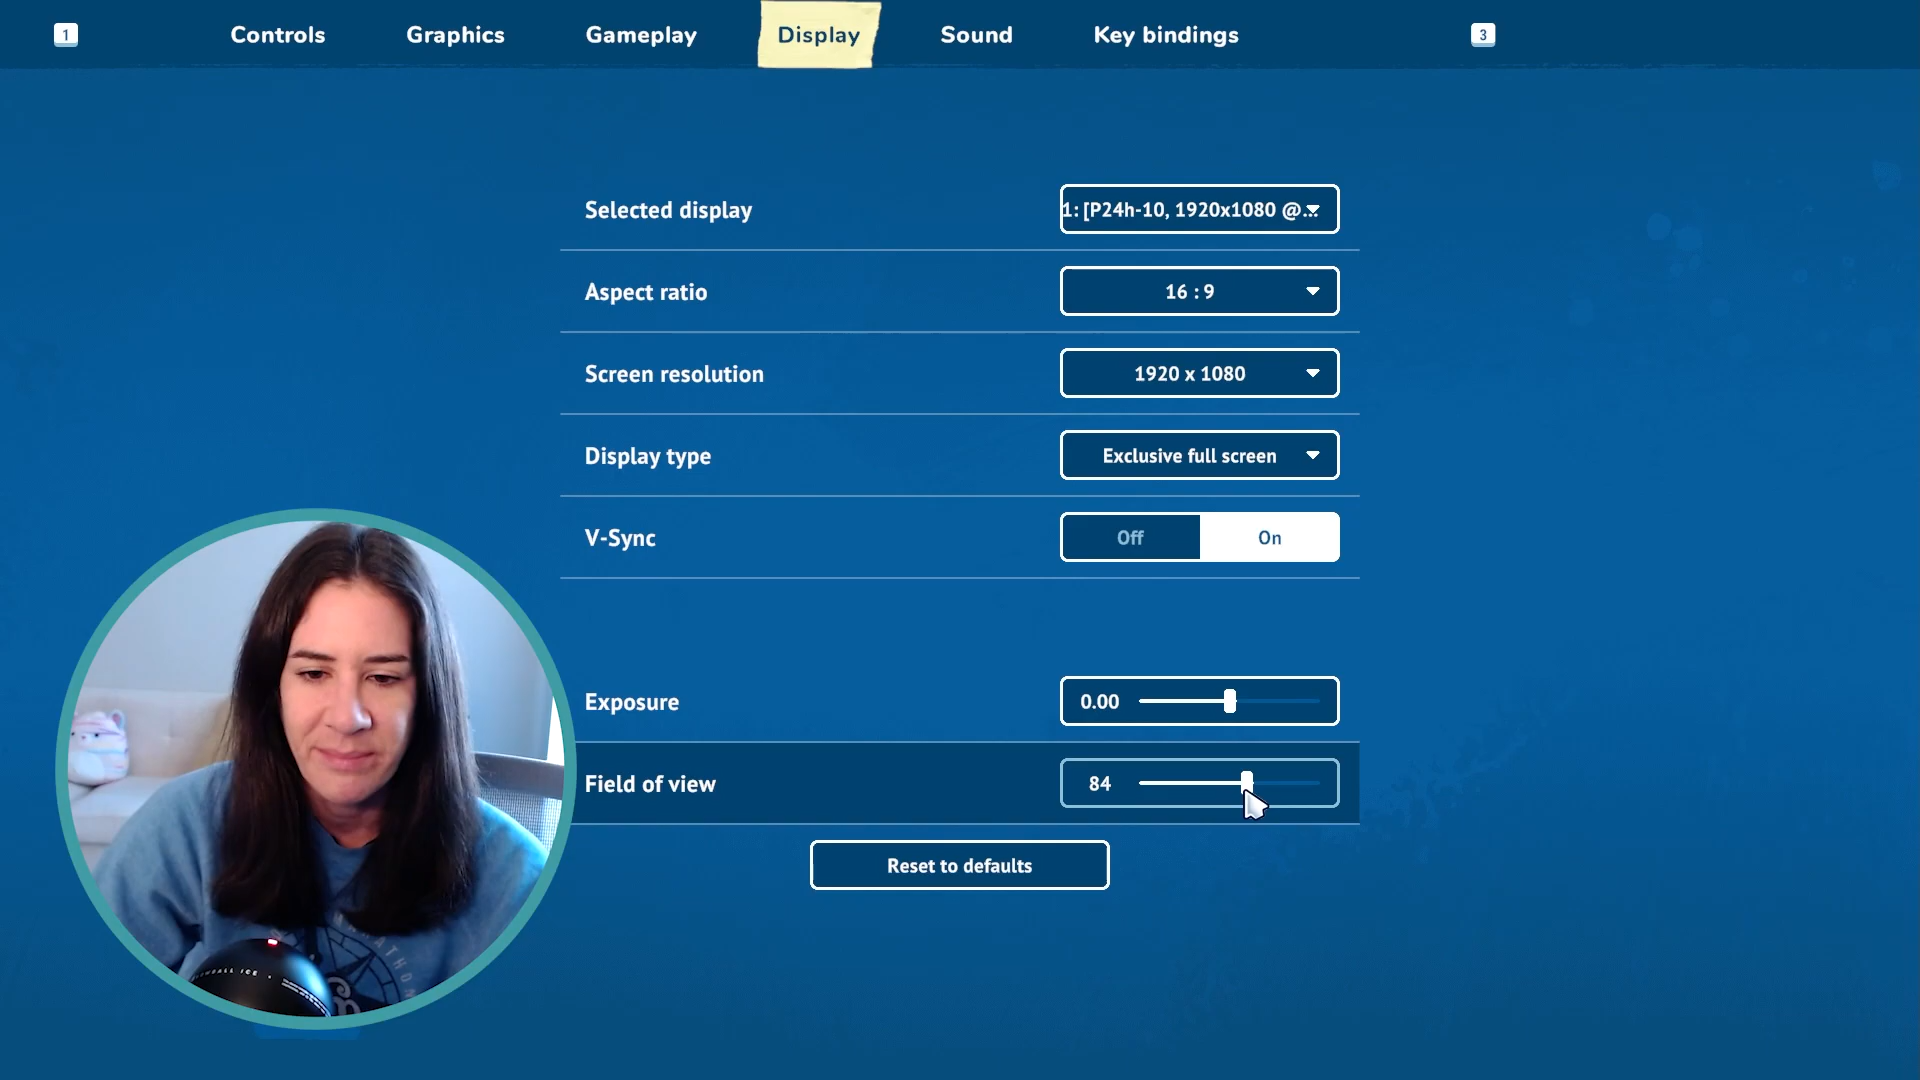 1
Controls
Graphics
Gameplay
Display
Sound
Key bindings
3
Selected display
1: [P24h-10, 1920x1080 @...
Aspect ratio
16 : 9
Screen resolution
1920 x 1080
Display type
Exclusive full screen
V-Sync
Off
On
Exposure
0.00
Field of view
84
Reset to defaults